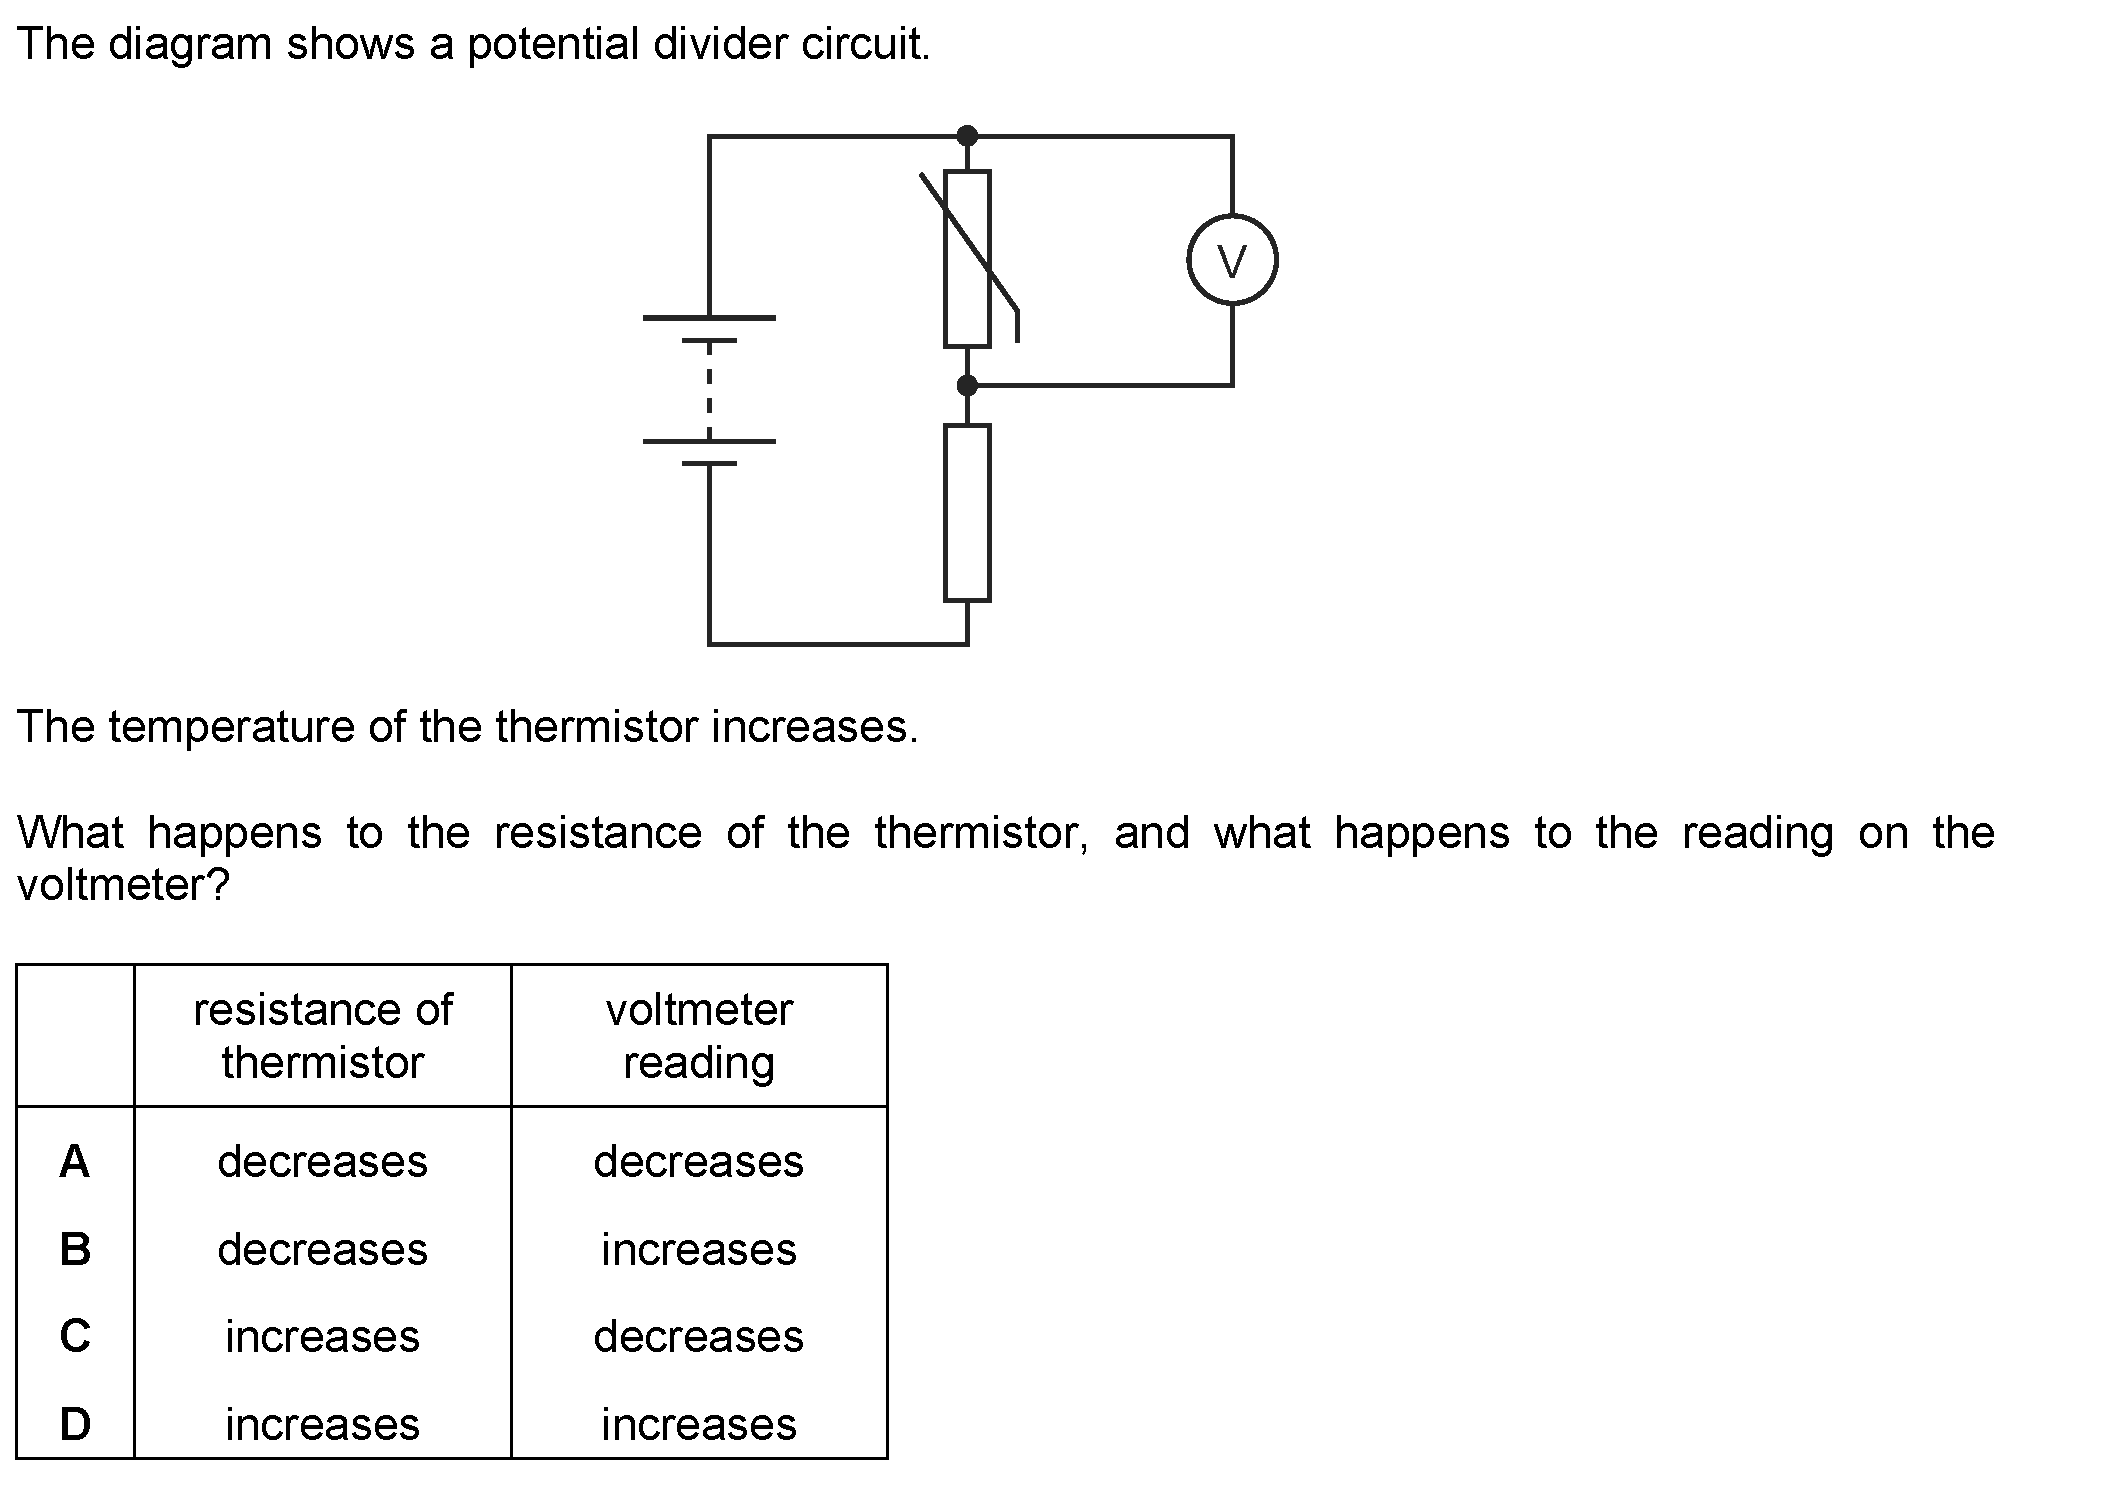 The diagram shows a potential divider circuit.
V
The temperature of the thermistor increases.
What happens to the resistance of the thermistor, and what happens to the reading on the
voltmeter?
resistance of voltmeter
thermistor reading
A decreases decreases
B decreases increases
C increases decreases
D increases increases